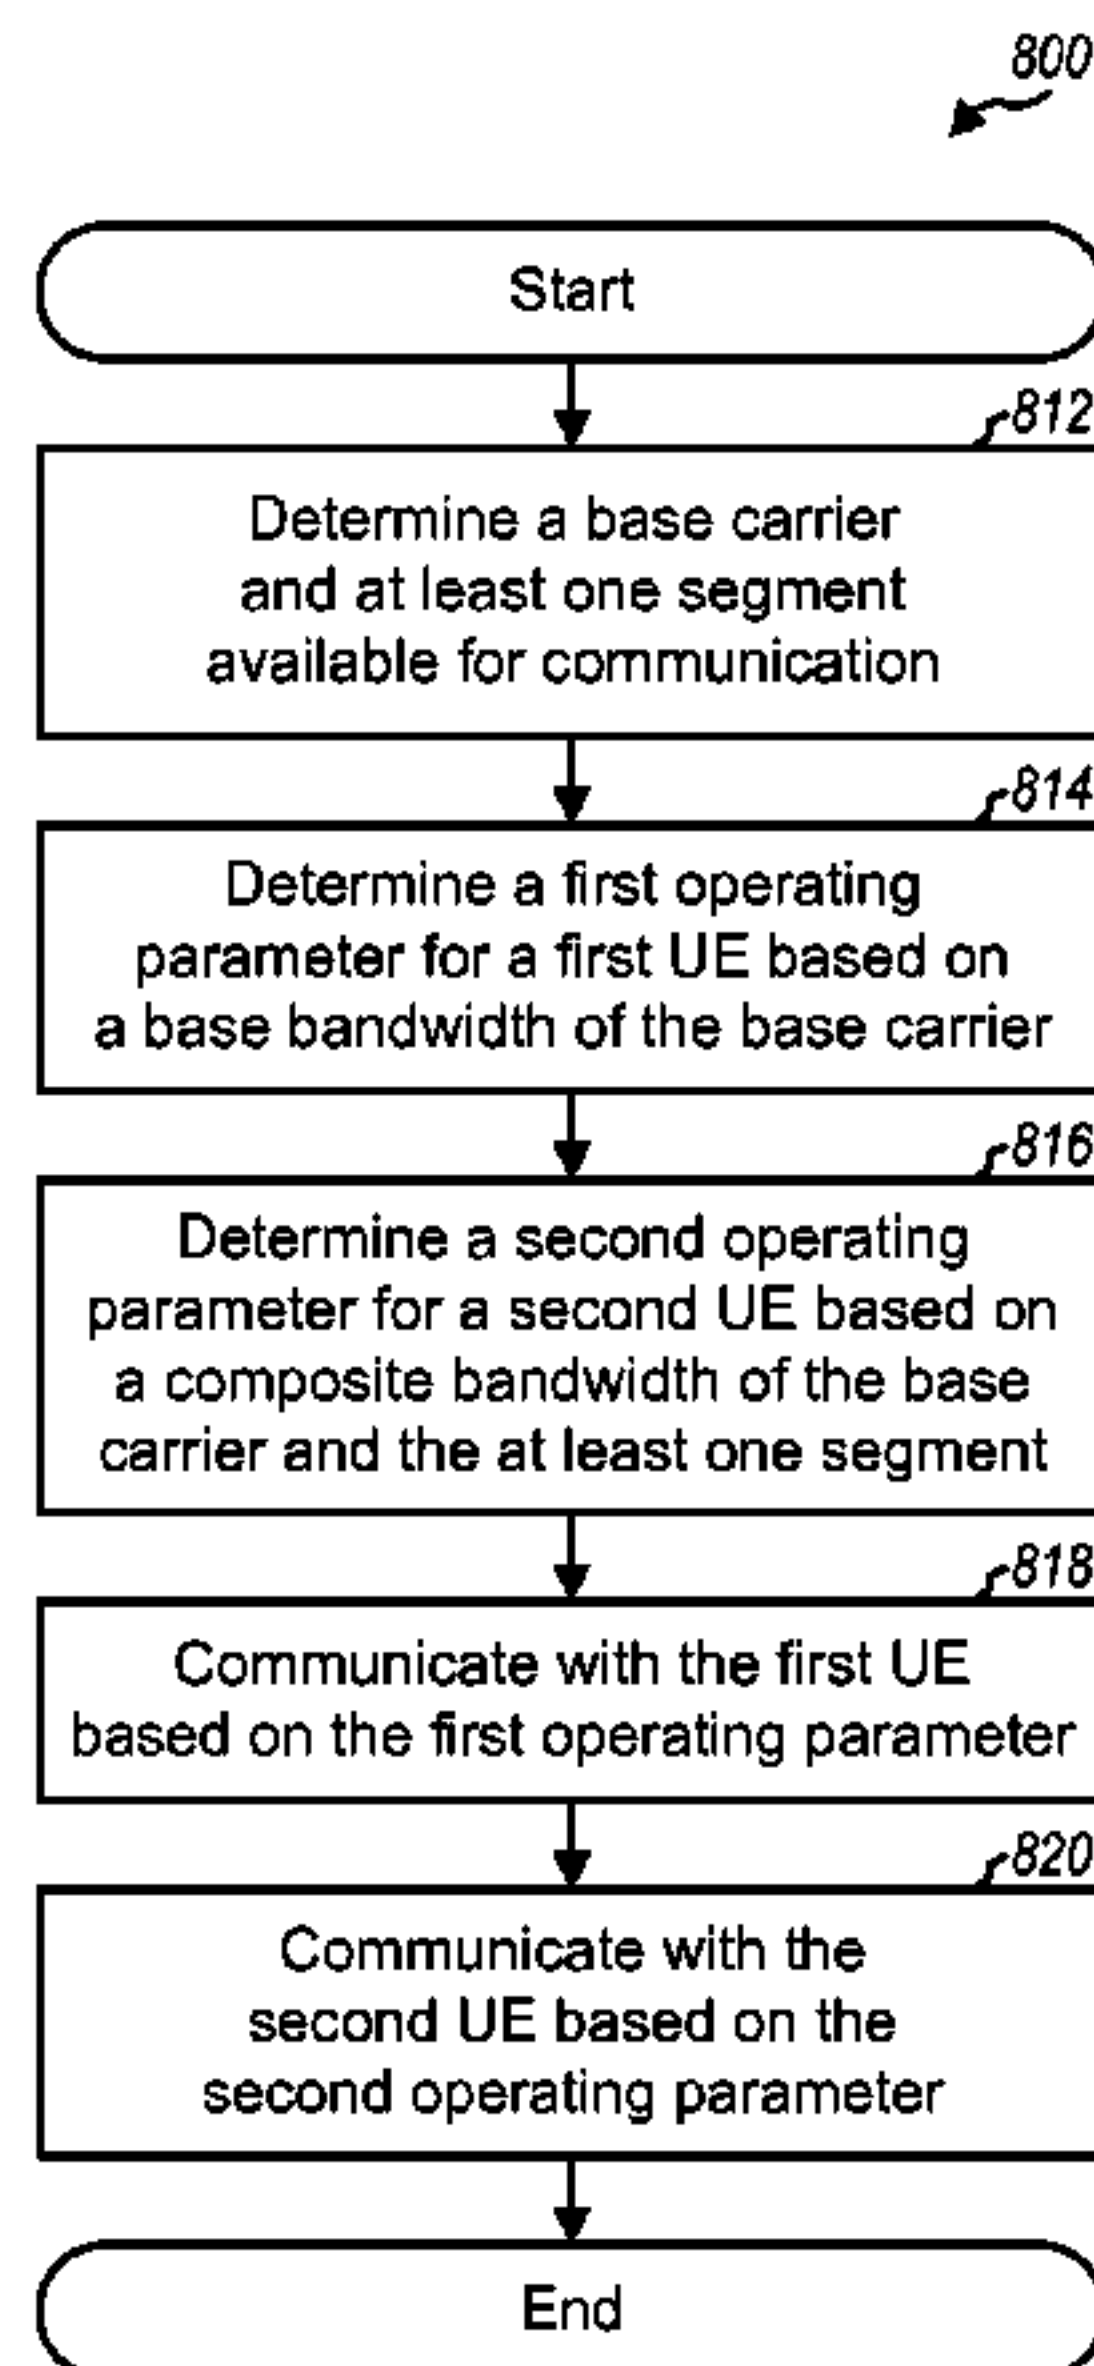 800
Start
812
Determine a base carrier
and at least one segment
available for communication
814
Determine a first operating
parameter for a first UE based on
a base bandwidth of the base carrier
816
Determine a second operating
parameter for a second UE based on
a composite bandwidth of the base
carrier and the at least one segment
818
Communicate with the first UE
based on the first operating parameter
820
Communicate with the
second UE based on the
second operating parameter
End